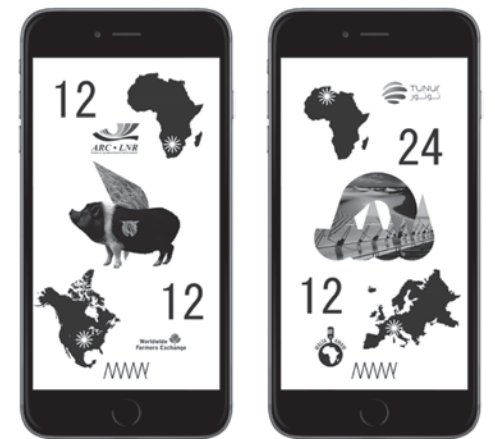 12
ARC • LNR
12
Worldwide
Farmers Exchange
TUNUR
تونور
24
12